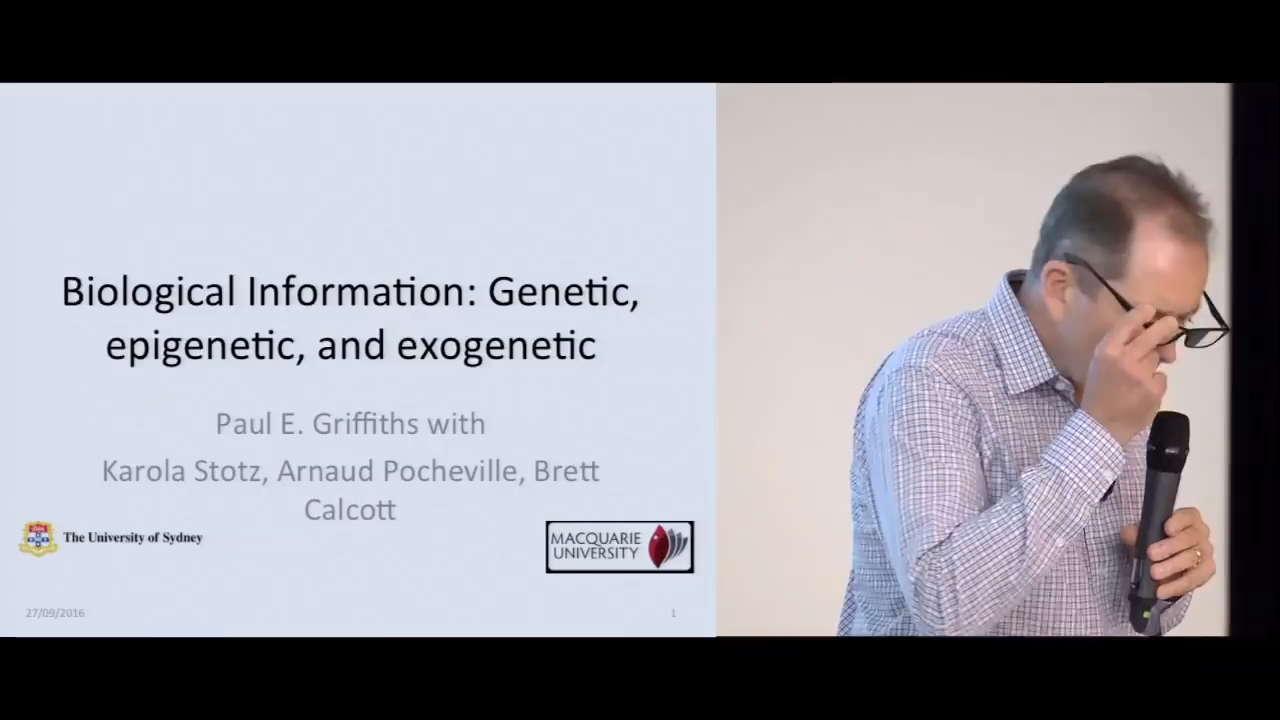 Biological Information: Genetic,
epigenetic, and exogenetic
Paul E. Griffiths with
Karola Stotz, Arnaud Pocheville, Brett
Calcott
The University of Sydney
MACQUARIE
UNIVERSITY
27/09/2016
1